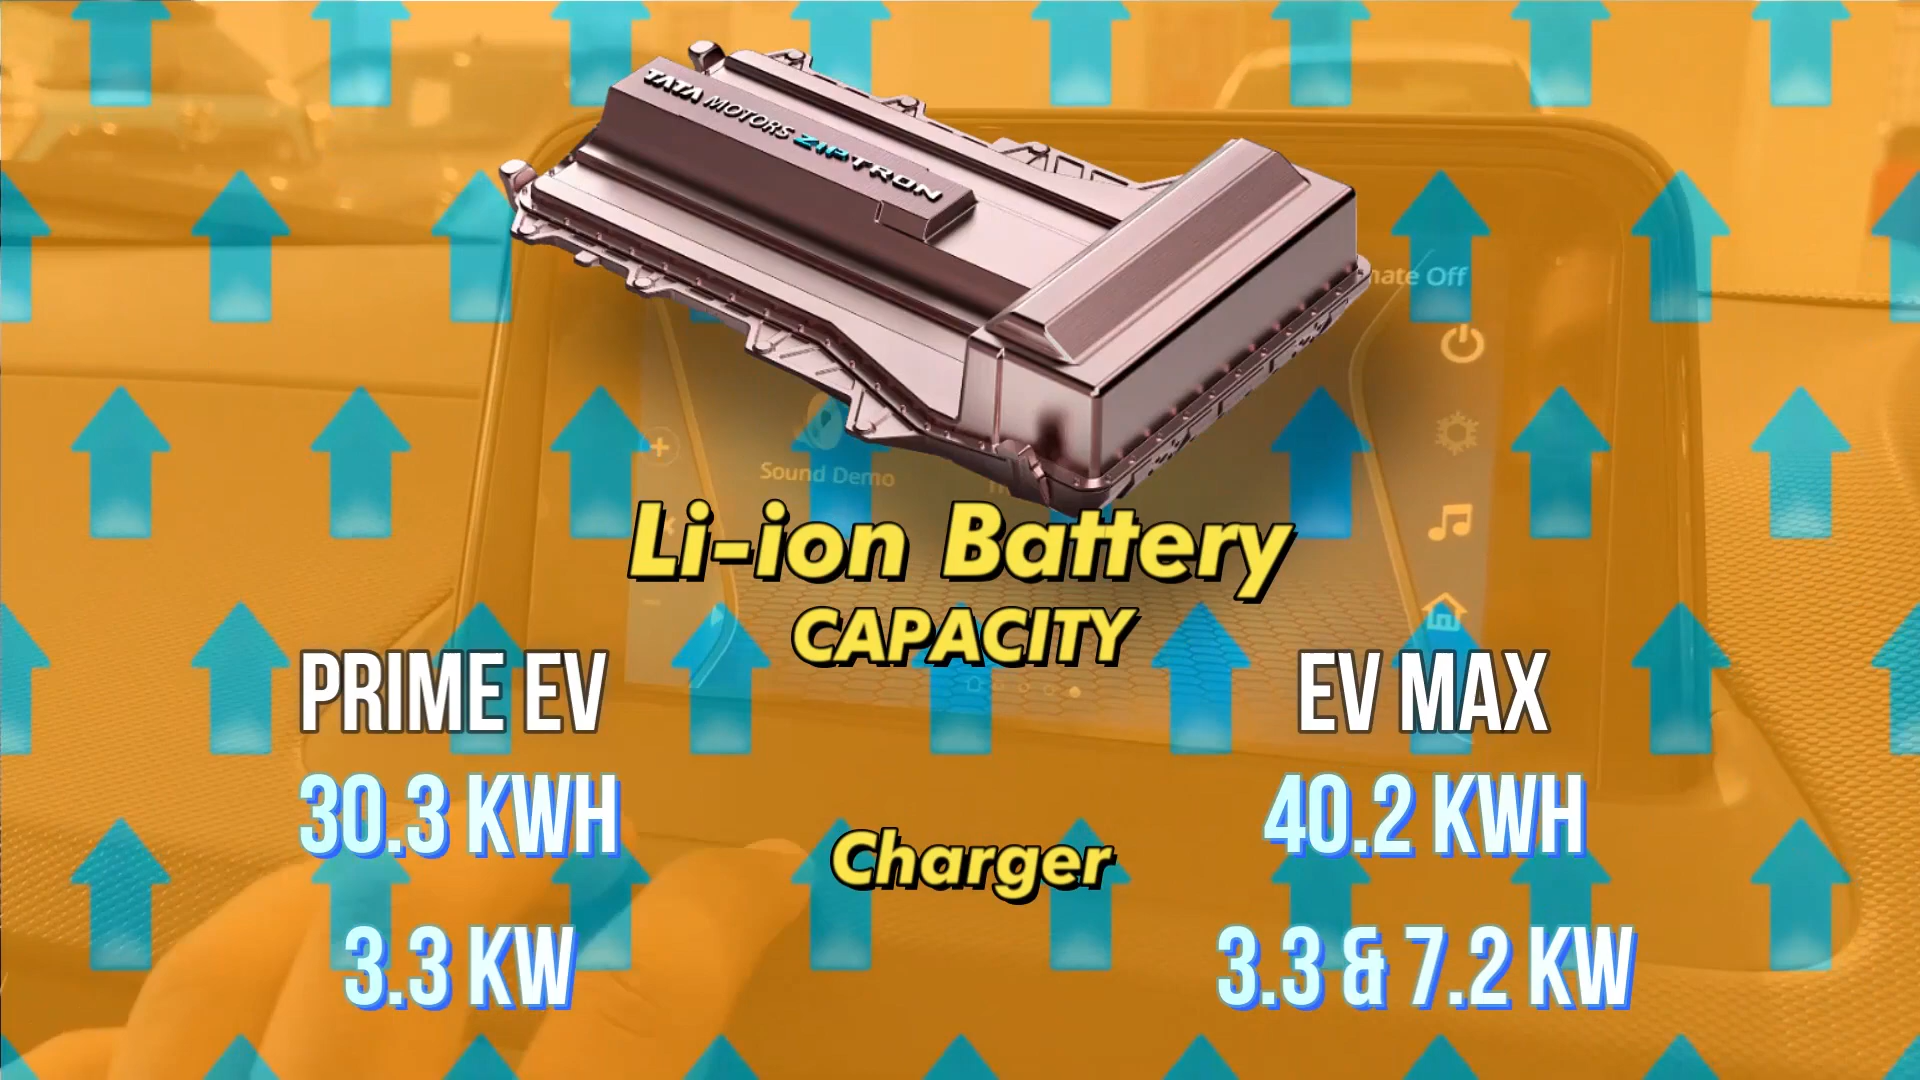 TATA MOTORS ZIPTRON
mate Off
Sound Demo
Li-ion Battery
CAPACITY
PRIME EV
EV MAX
30.3 KWH
40.2 KWH
Charger
3.3 KW
3.3 & 7.2 KW